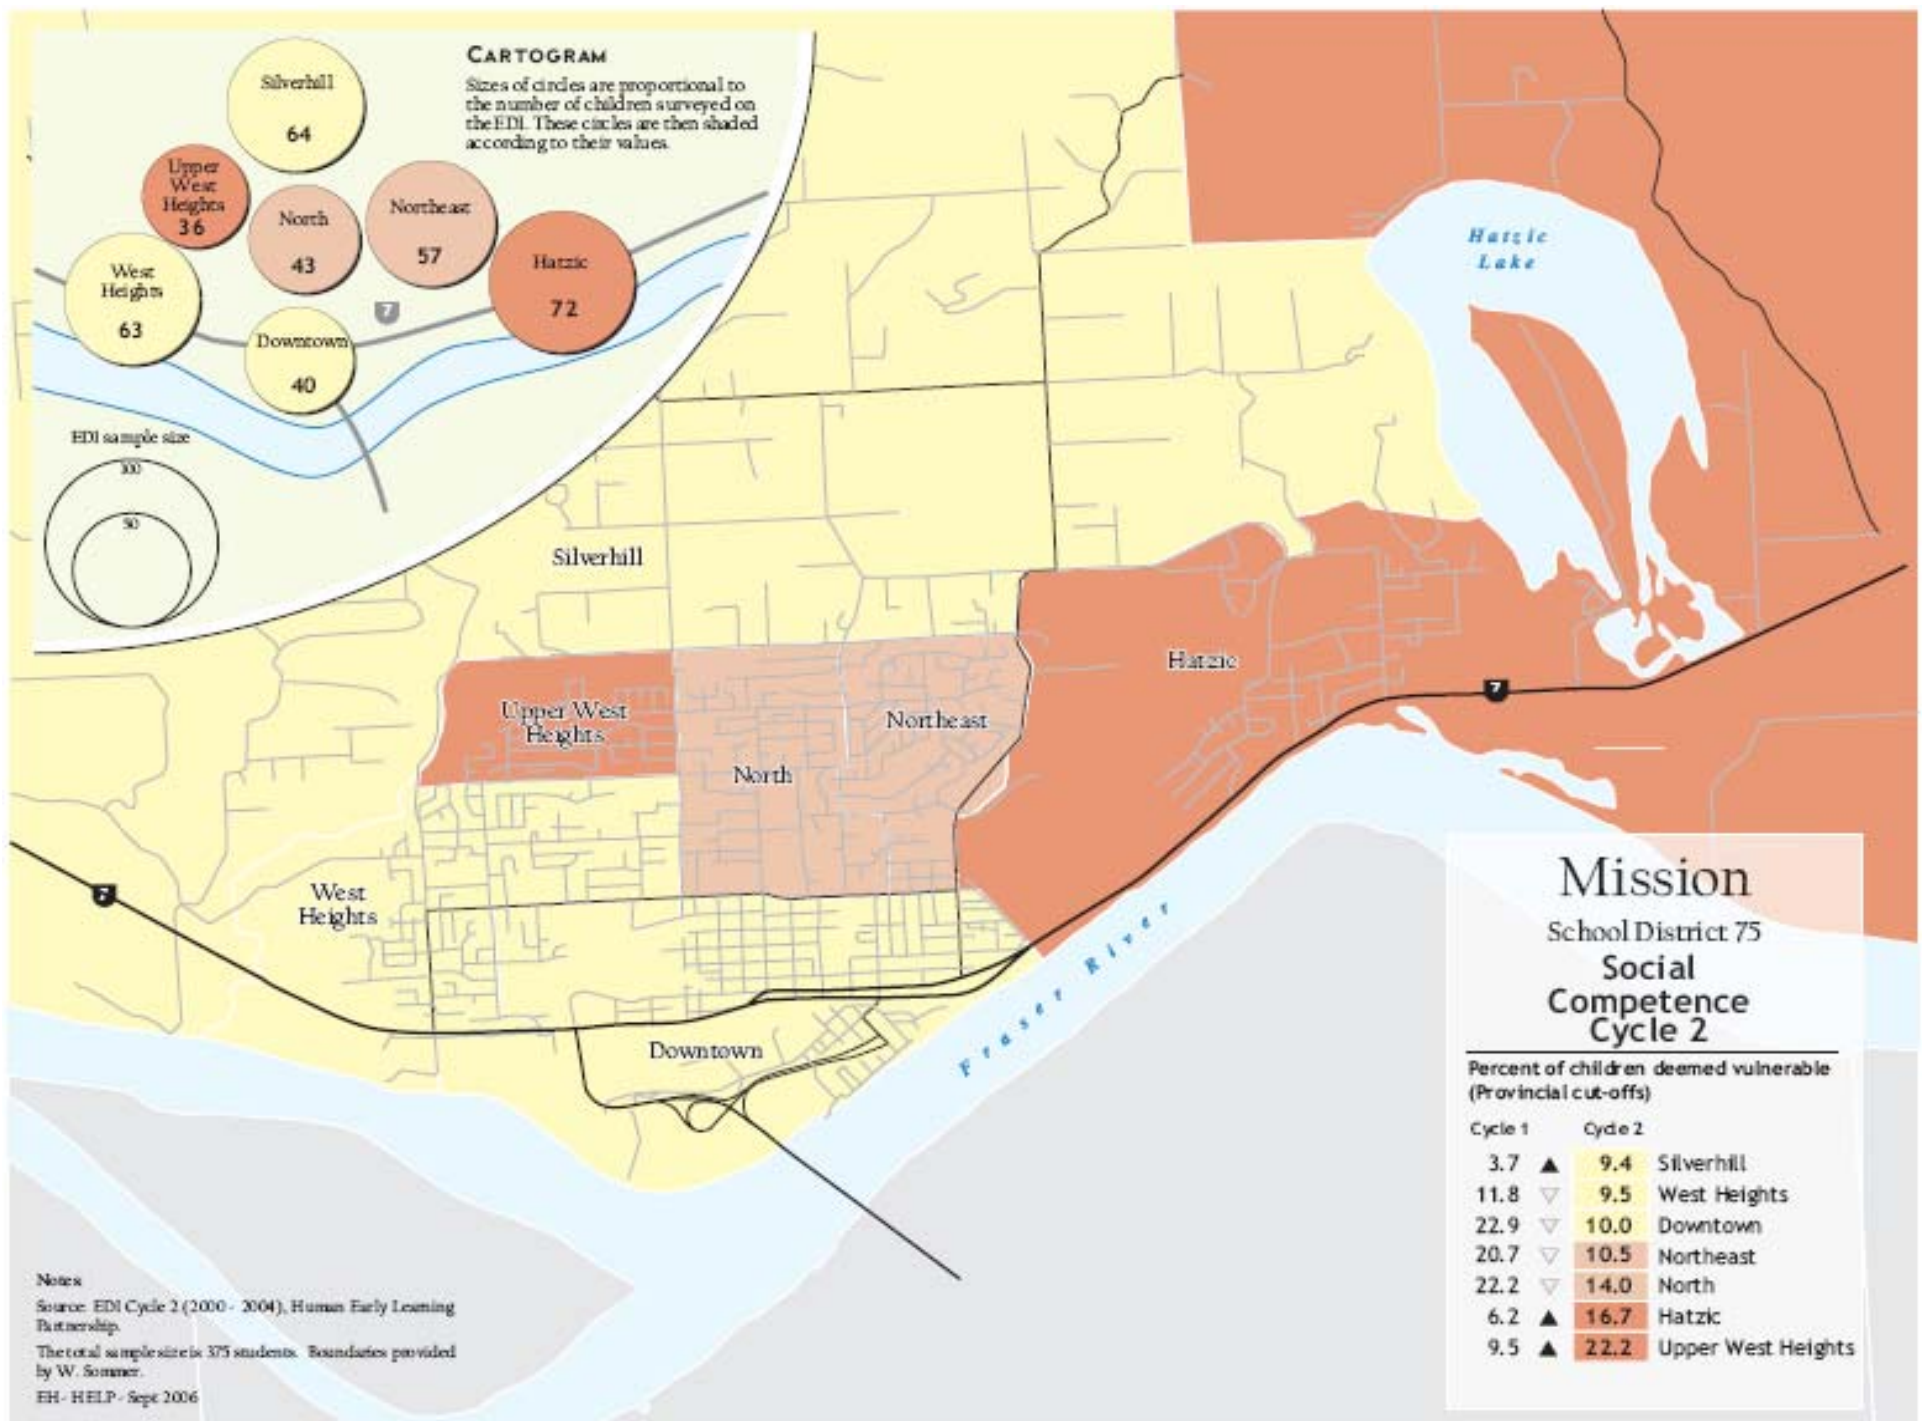 CARTOGRAM
Sizes of circles are proportional to
the number of children surveyed on
the EDI. These circles are then shaded
according to their values.
Silverhill
64
Upper
West
Heights
36
North
43
Northeast
57
Hatzic
72
West
Heights
63
Downtown
40
7
EDI sample size
100
50
Hatzic
Lake
Silverhill
Upper West
Heights
Northeast
North
Hatzic
7
7
West
Heights
Downtown
Fraser River
Mission
School District 75
Social
Competence
Cycle 2
Percent of children deemed vulnerable
(Provincial cut-offs)
Cycle 1 Cycle 2
3.7 ▲ 9.4 Silverhill
11.8 ▽ 9.5 West Heights
22.9 ▽ 10.0 Downtown
20.7 ▽ 10.5 Northeast
22.2 ▽ 14.0 North
6.2 ▲ 16.7 Hatzic
9.5 ▲ 22.2 Upper West Heights
Notes
Source: EDI Cycle 2 (2000 - 2004), Human Early Learning
Partnership.
The total sample size is 375 students. Boundaries provided
by W. Sommer.
EH - HELP - Sept 2006